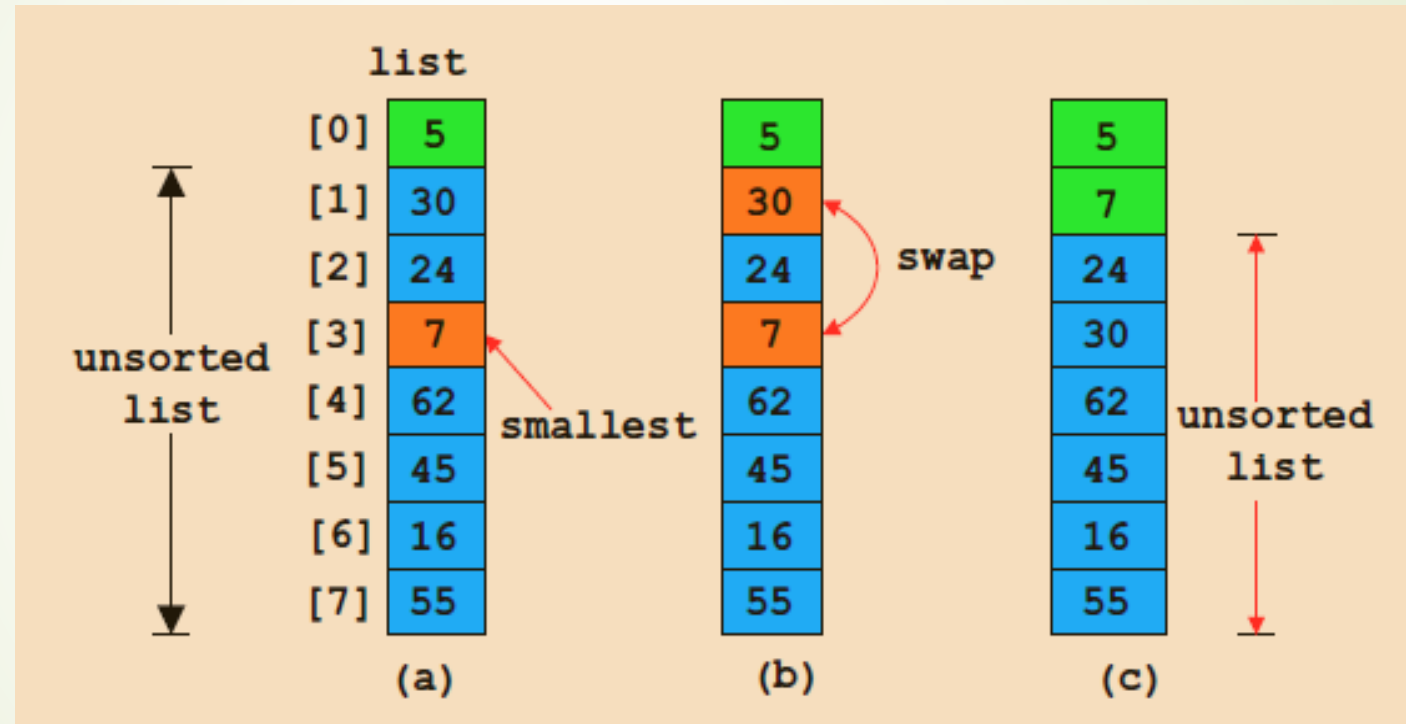 list
[0] 5 5 5
[1] 30 30 7
[2] 24 24 24
swap
[3] 7 7 30
unsorted
list
[4] 62 62 62
smallest
unsorted
list
[5] 45 45 45
[6] 16 16 16
[7] 55 55 55
(a) (b) (c)